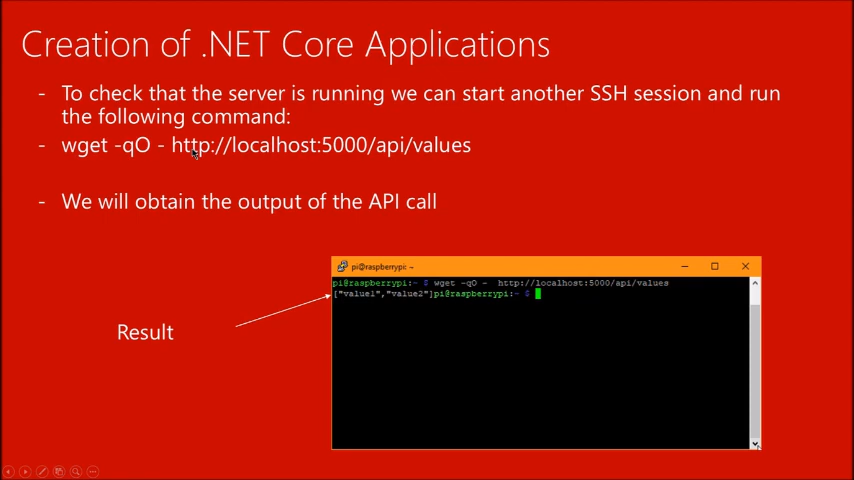 Creation of .NET Core Applications
- To check that the server is running we can start another SSH session and run
the following command:
- wget -qO - http://localhost:5000/api/values
- We will obtain the output of the API call
pi@raspberrypi: ~
pi@raspberrypi:~ $ wget -qO -  http://localhost:5000/api/values
["value1","value2"]pi@raspberrypi:~ $
Result